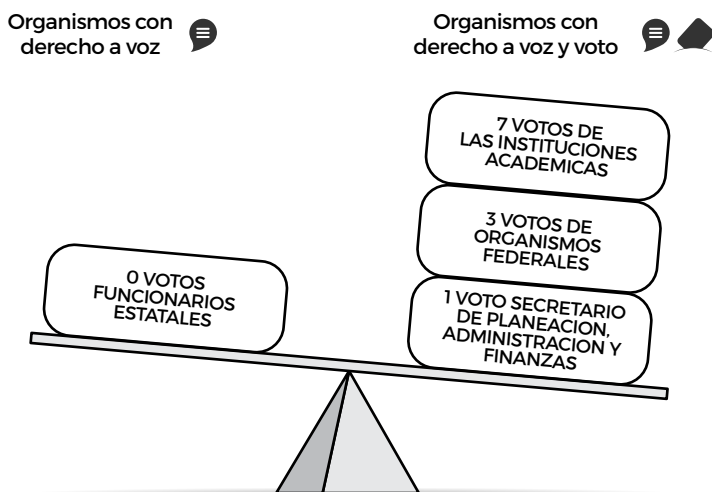 Organismos con
derecho a voz
Organismos con
derecho a voz y voto
7 VOTOS DE
LAS INSTITUCIONES
ACADEMICAS
3 VOTOS DE
ORGANISMOS
FEDERALES
0 VOTOS
FUNCIONARIOS
ESTATALES
1 VOTO SECRETARIO
DE PLANEACION,
ADMINISTRACION Y
FINANZAS